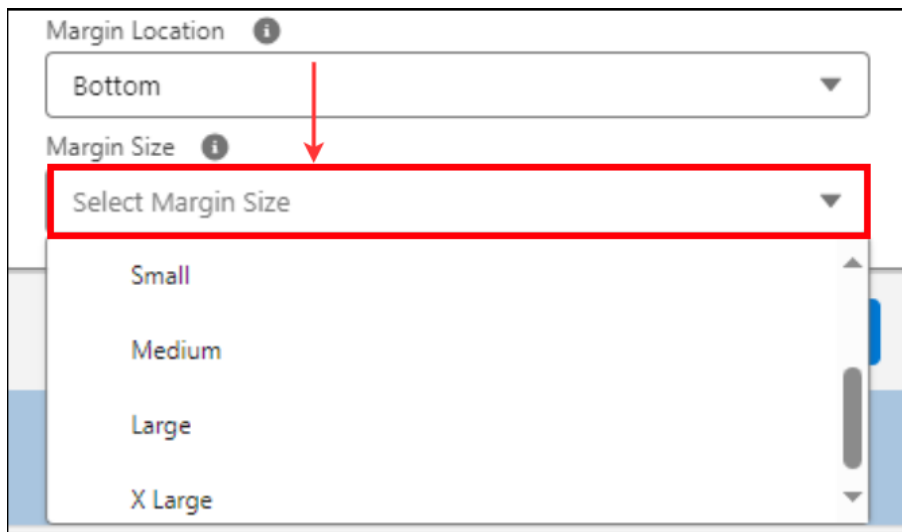 Margin Location
Bottom
Margin Size
Select Margin Size
Small
Medium
Large
X Large